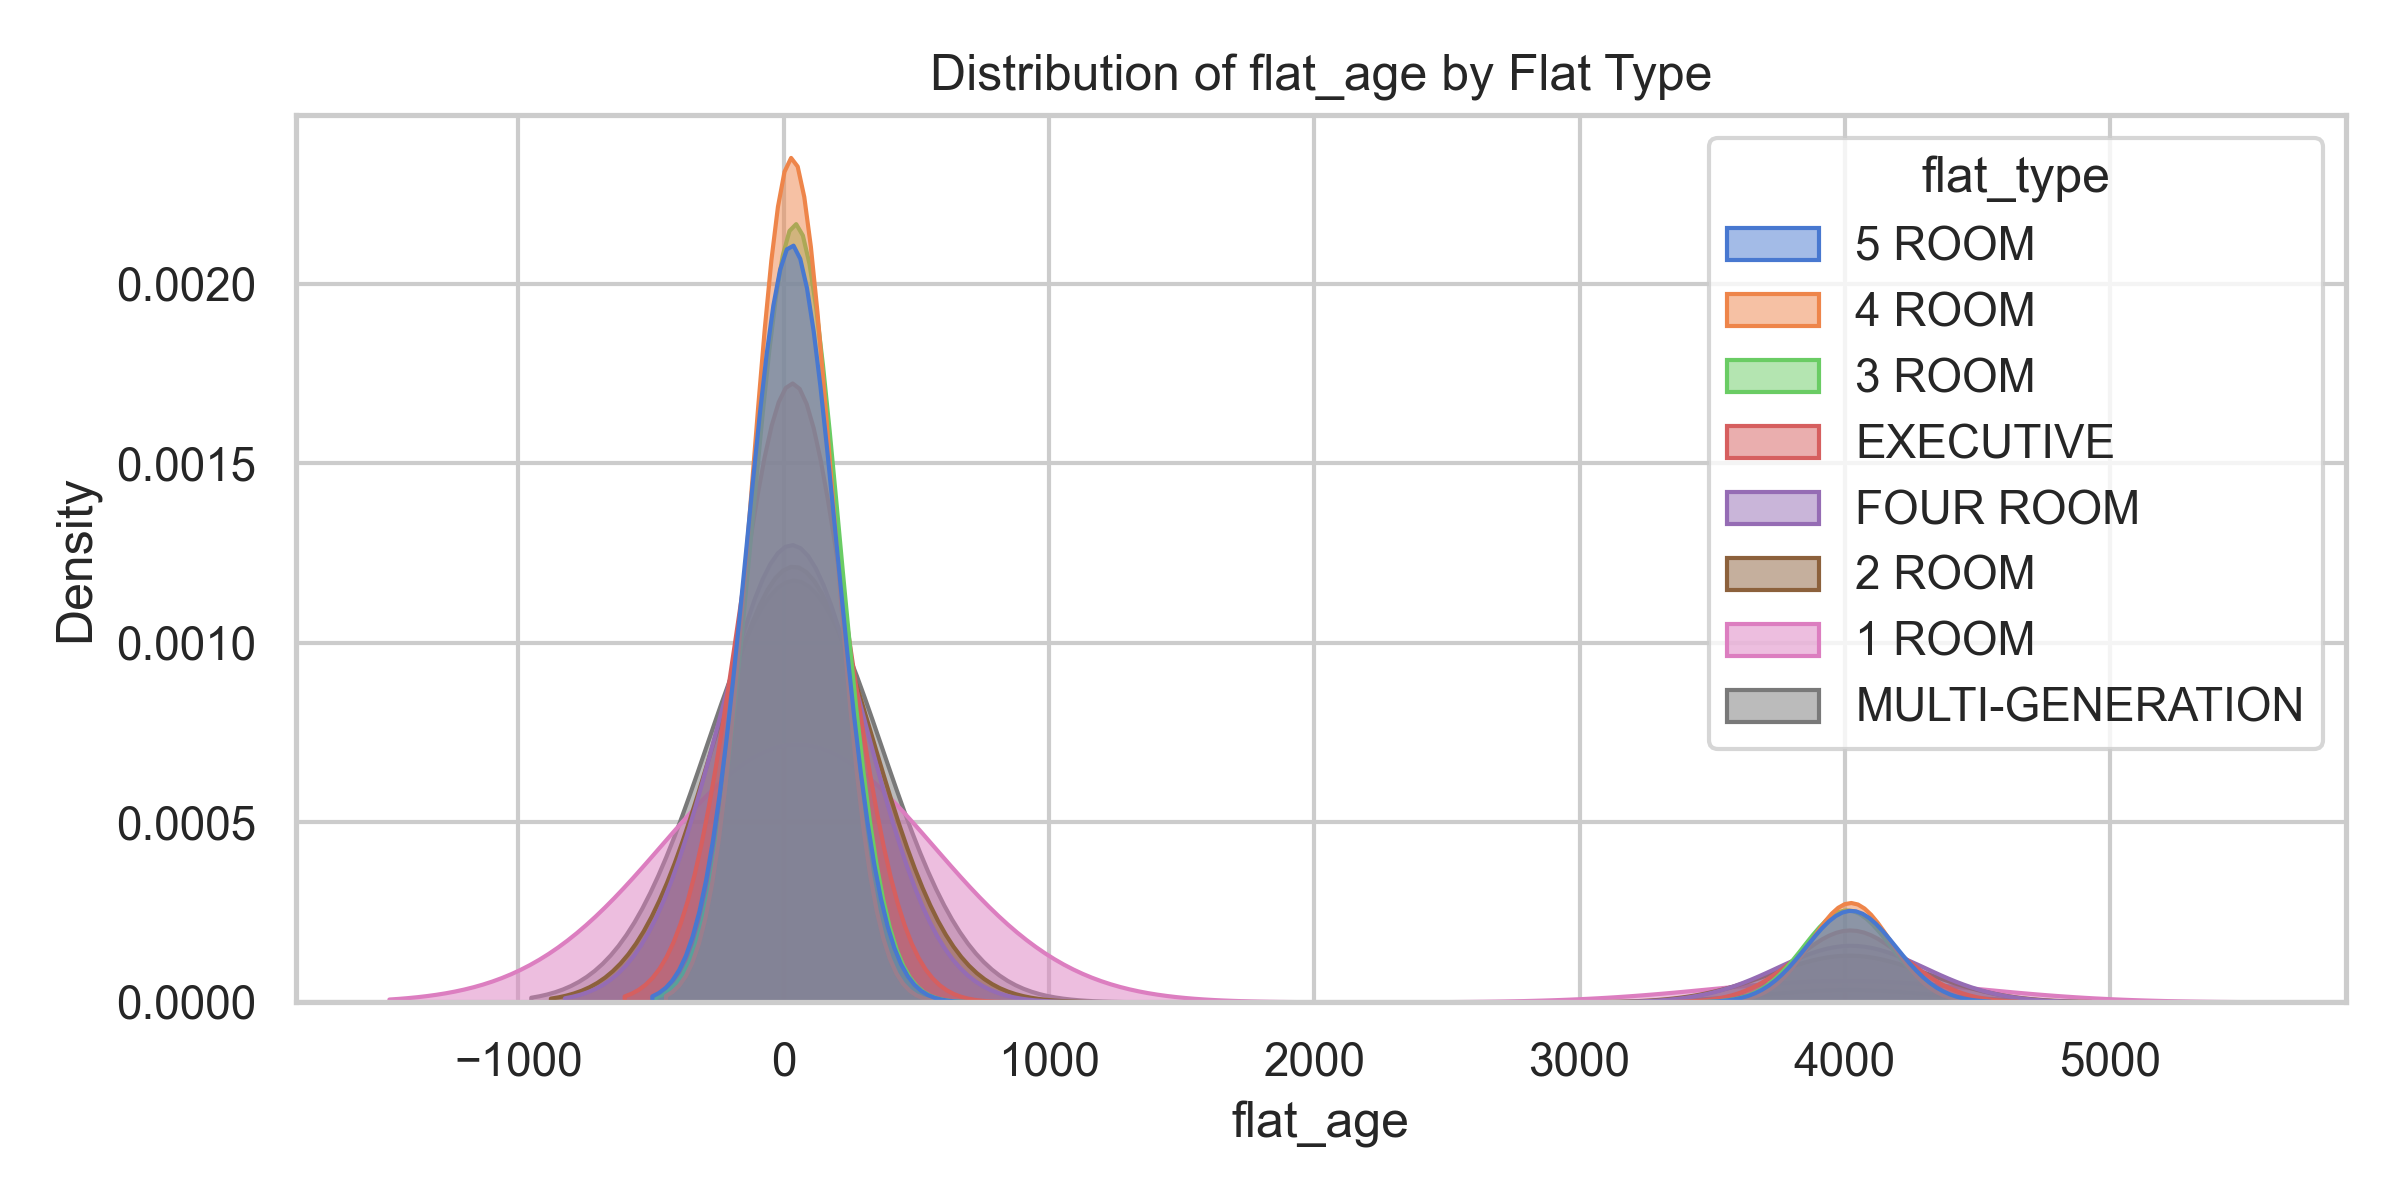 Distribution of flat_age by Flat Type
flat_type
5 ROOM
4 ROOM
3 ROOM
EXECUTIVE
FOUR ROOM
2 ROOM
1 ROOM
MULTI-GENERATION
Density
0.0020
0.0015
0.0010
0.0005
0.0000
−1000 0 1000 2000 3000 4000 5000
flat_age